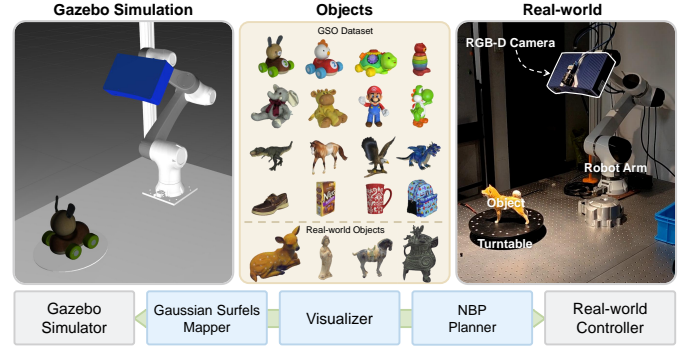 Gazebo Simulation
Objects
Real-world
GSO Dataset
RGB-D Camera
Robot Arm
Object
Turntable
Real-world Objects
Gazebo
Simulator
Gaussian Surfels
Mapper
Visualizer
NBP
Planner
Real-world
Controller